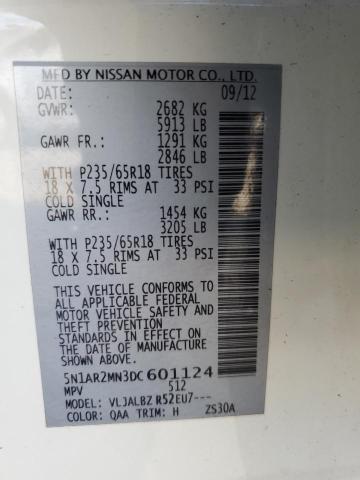 MFD BY NISSAN MOTOR CO., LTD.
DATE: 09/12
GVWR: 2682 KG
5913 LB
GAWR FR.: 1291 KG
2846 LB
WITH P235/65R18 TIRES
18 X 7.5 RIMS AT 33 PSI
COLD SINGLE
GAWR RR.: 1454 KG
3205 LB
WITH P235/65R18 TIRES
18 X 7.5 RIMS AT 33 PSI
COLD SINGLE
THIS VEHICLE CONFORMS TO
ALL APPLICABLE FEDERAL
MOTOR VEHICLE SAFETY
STANDARDS IN EFFECT ON
THE DATE OF MANUFACTURE
SHOWN ABOVE.
5N1AR2MN3DC601124
MPV 512
MODEL: VLJALBZ R52EU7---
COLOR: QAA TRIM: H ZS30A